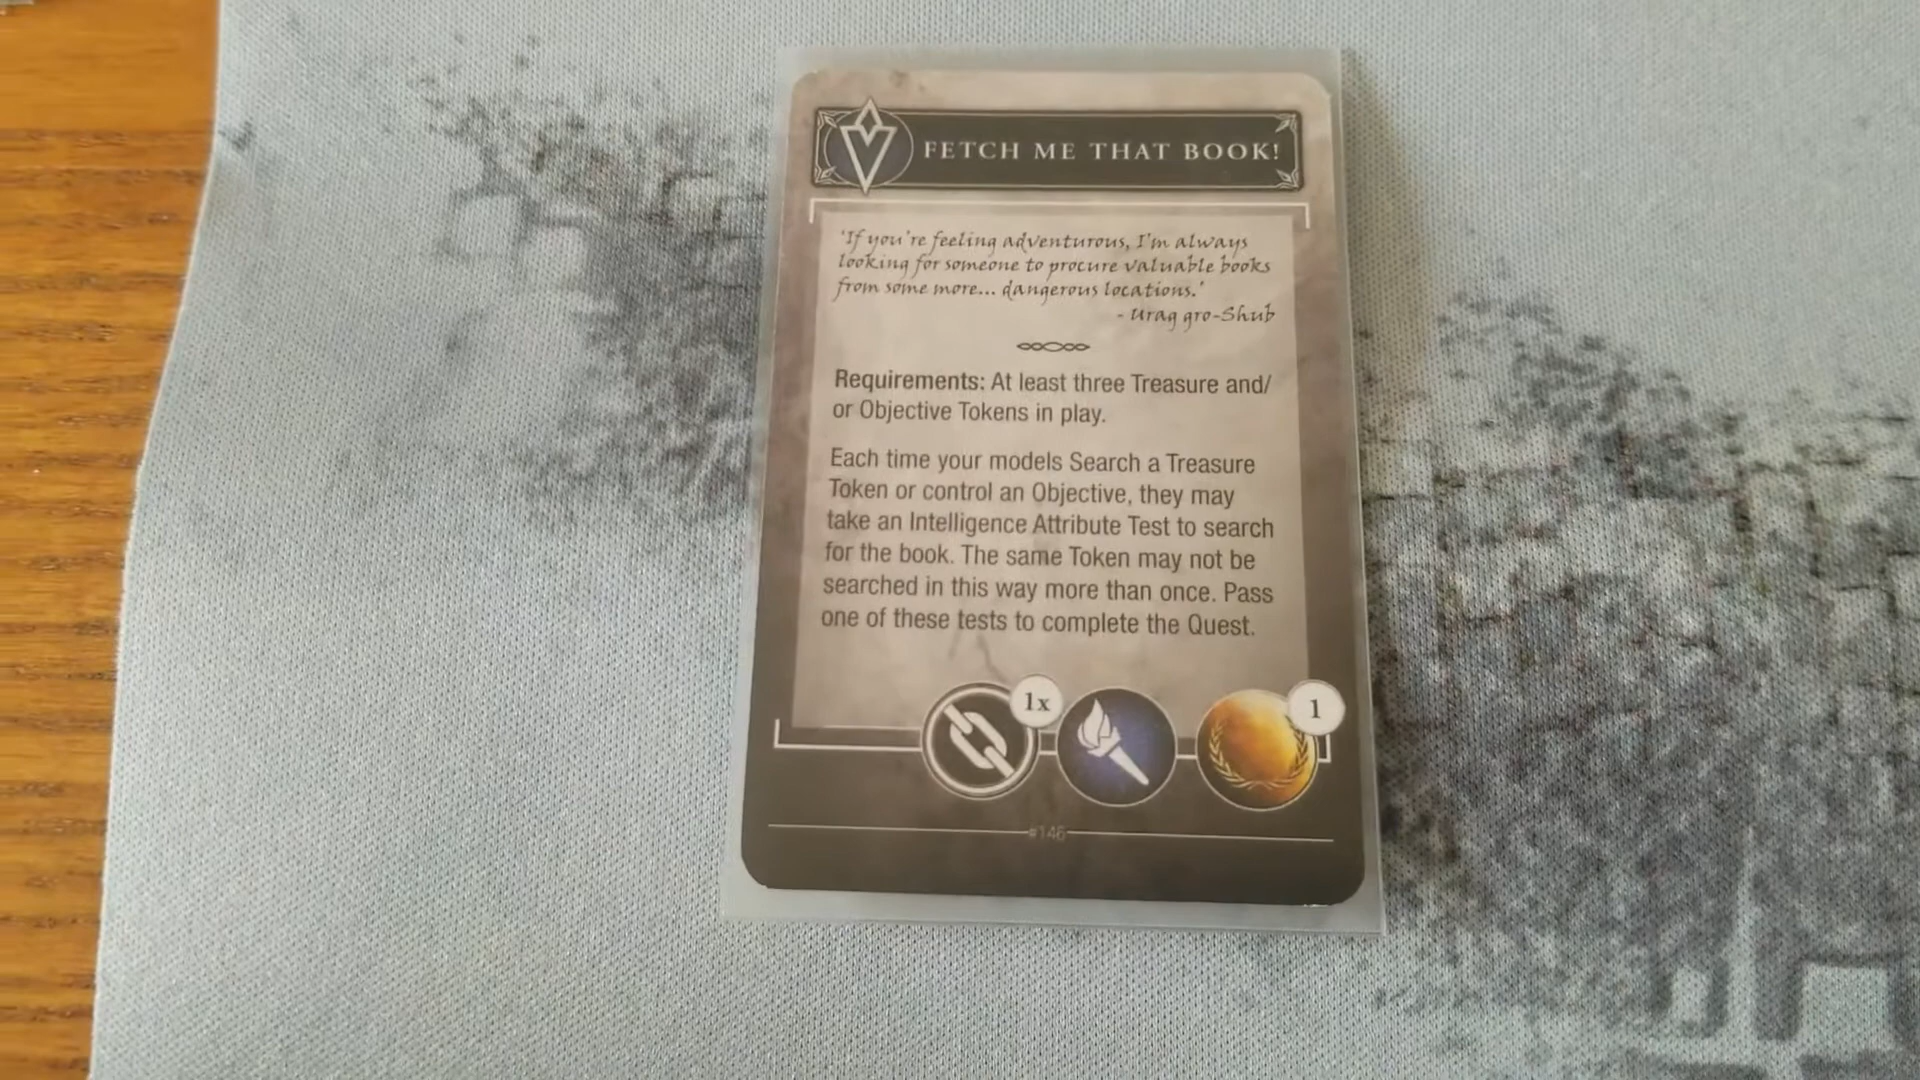 FETCH ME THAT BOOK!
'If you're feeling adventurous, I'm always
looking for someone to procure valuable books
from some more... dangerous locations.'
- Urag gro-Shub
Requirements: At least three Treasure and/
or Objective Tokens in play.
Each time your models Search a Treasure
Token or control an Objective, they may
take an Intelligence Attribute Test to search
for the book. The same Token may not be
searched in this way more than once. Pass
one of these tests to complete the Quest.
1x
1
#146